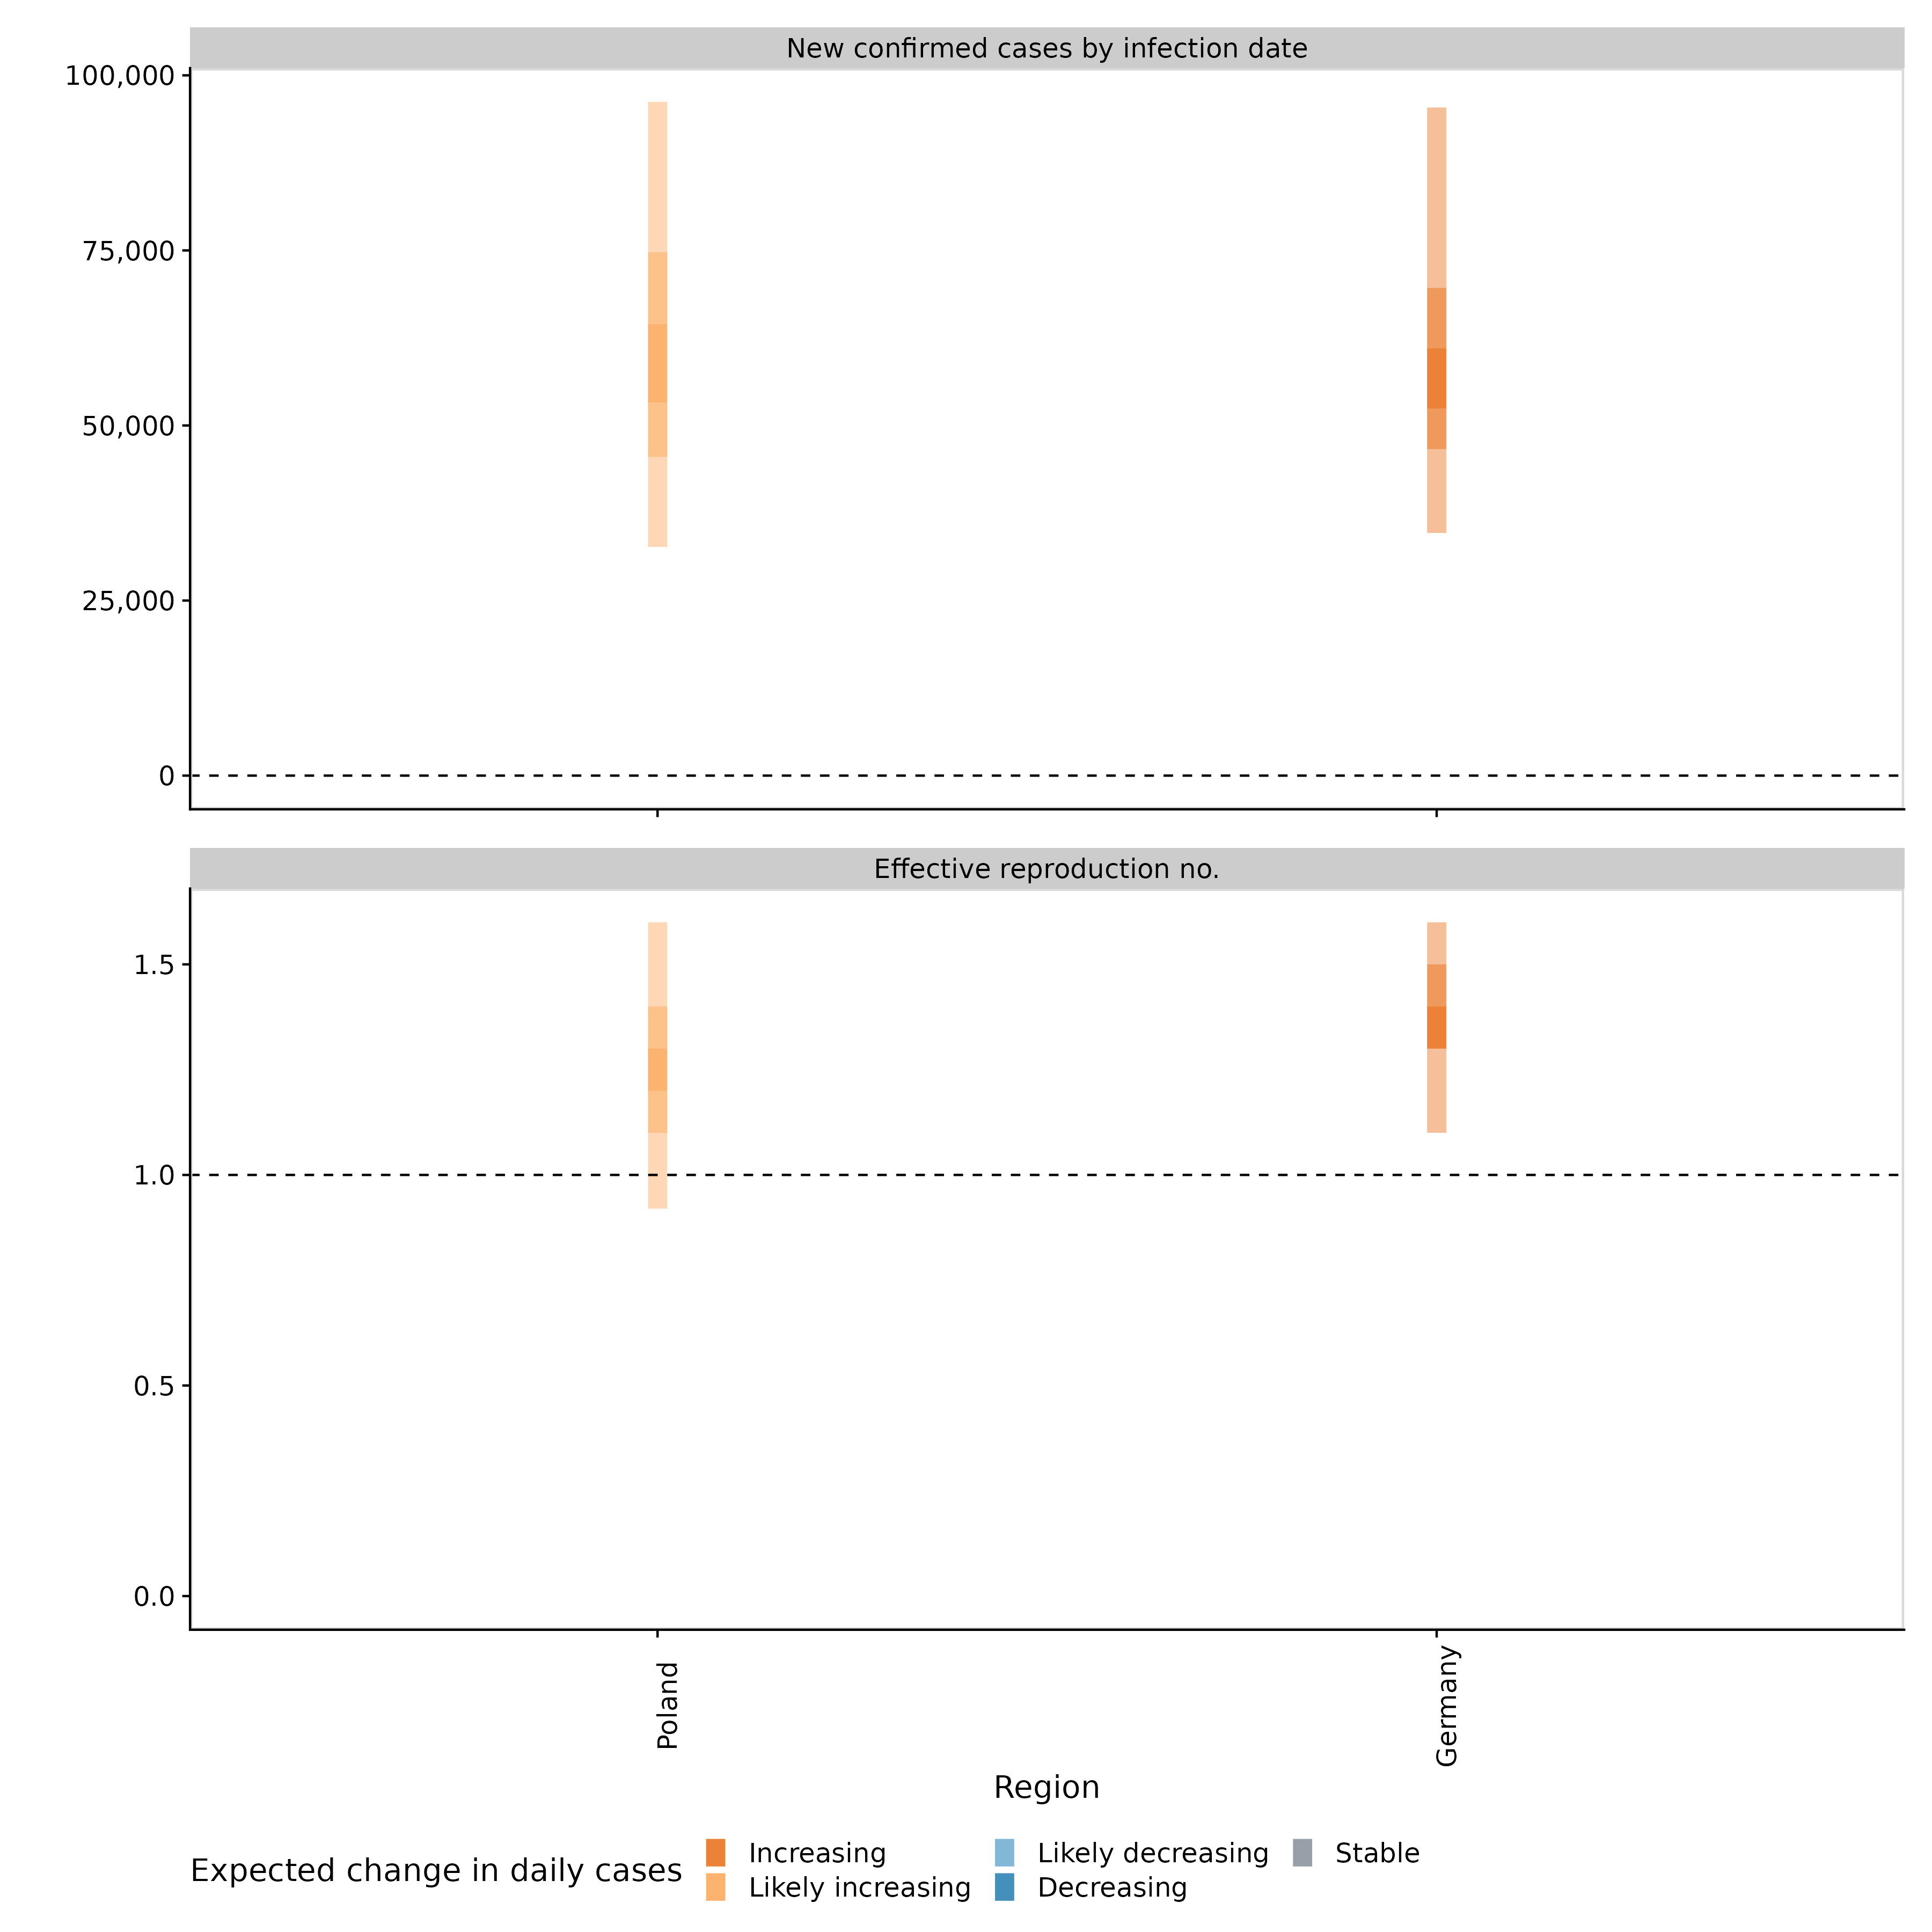 New confirmed cases by infection date
100,000
75,000
50,000
25,000
0
Effective reproduction no.
1.5
1.0
0.5
0.0
Poland
Germany
Region
Expected change in daily cases
Increasing
Likely increasing
Likely decreasing
Decreasing
Stable